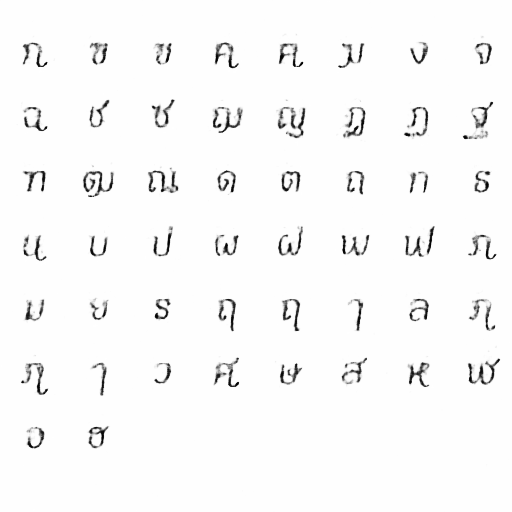 ก ฃ ข ค ฅ ฆ ง จ
ฉ ช ซ ฌ ญ ฎ ฏ ฐ
ฑ ฒ ณ ด ต ถ ท ธ
น บ ป ผ ฝ พ ฟ ภ
ม ย ร ฤ ฤ ๅ ล ฦ
ฦ ๅ ว ศ ษ ส ห ฬ
อ ฮ